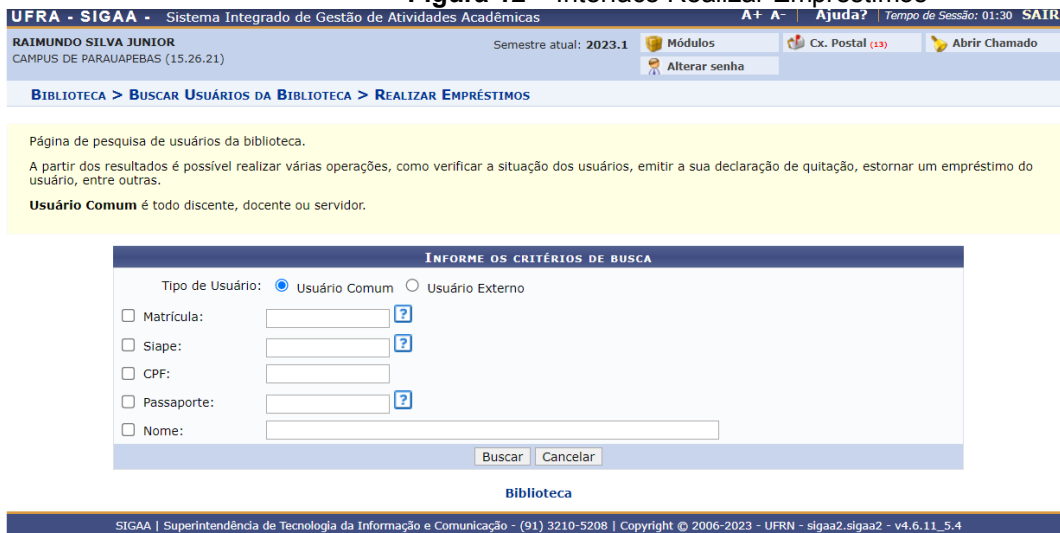 Figura 12 - Interface Realizar Empréstimos
UFRA - SIGAA - Sistema Integrado de Gestão de Atividades Acadêmicas A+ A- | Ajuda? | Tempo de Sessão: 01:30 SAIR
RAIMUNDO SILVA JUNIOR Semestre atual: 2023.1 Módulos Cx. Postal (13) Abrir Chamado
CAMPUS DE PARAUAPEBAS (15.26.21) Alterar senha
BIBLIOTECA > BUSCAR USUÁRIOS DA BIBLIOTECA > REALIZAR EMPRÉSTIMOS
Página de pesquisa de usuários da biblioteca.
A partir dos resultados é possível realizar várias operações, como verificar a situação dos usuários, emitir a sua declaração de quitação, estornar um empréstimo do
usuário, entre outras.
Usuário Comum é todo discente, docente ou servidor.
INFORME OS CRITÉRIOS DE BUSCA
Tipo de Usuário: Usuário Comum Usuário Externo
Matrícula: ?
Siape: ?
CPF:
Passaporte: ?
Nome:
Buscar Cancelar
Biblioteca
SIGAA | Superintendência de Tecnologia da Informação e Comunicação - (91) 3210-5208 | Copyright © 2006-2023 - UFRN - sigaa2.sigaa2 - v4.6.11_5.4